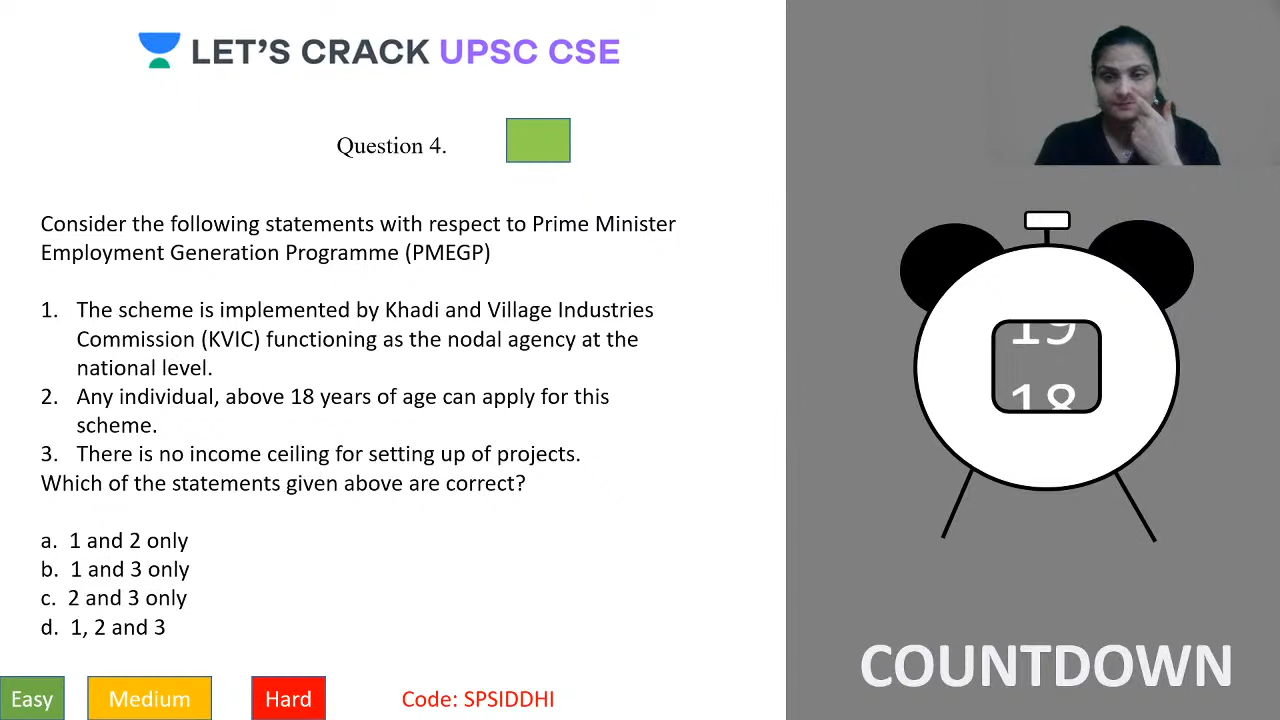 LET'S CRACK UPSC CSE
Question 4.
Consider the following statements with respect to Prime Minister
Employment Generation Programme (PMEGP)
1. The scheme is implemented by Khadi and Village Industries
Commission (KVIC) functioning as the nodal agency at the
national level.
2. Any individual, above 18 years of age can apply for this
scheme.
3. There is no income ceiling for setting up of projects.
Which of the statements given above are correct?
a. 1 and 2 only
b. 1 and 3 only
c. 2 and 3 only
d. 1, 2 and 3
Easy Medium Hard Code: SPSIDDHI
19
18
COUNTDOWN